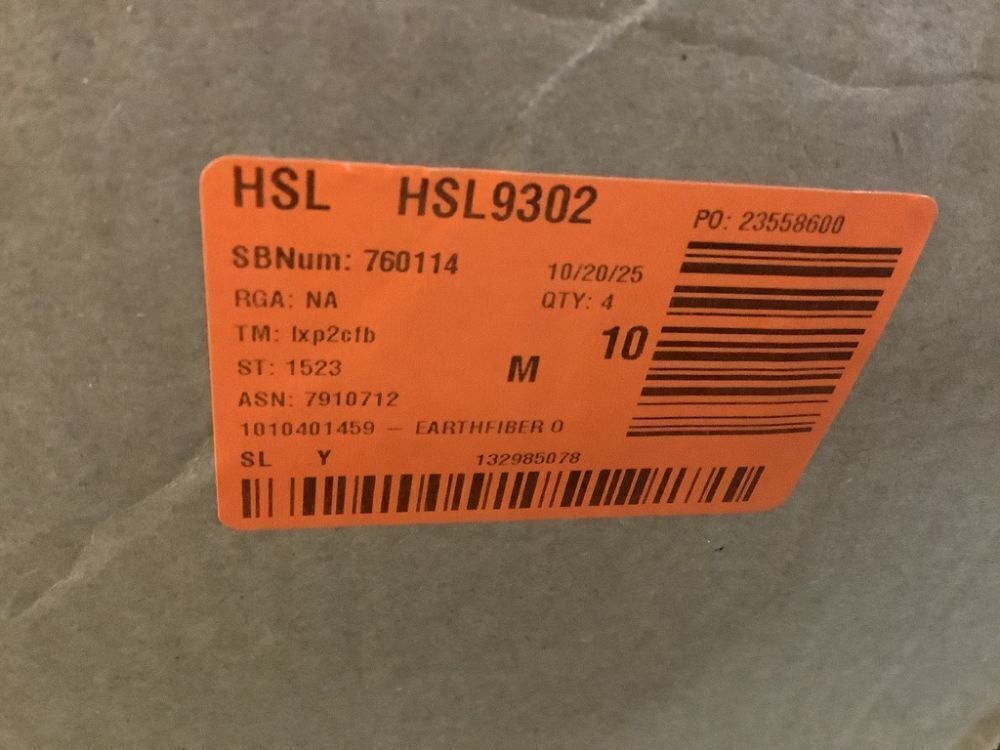 HSL HSL9302
PO: 23558600
SBNum: 760114 10/20/25
RGA: NA QTY: 4
TM: lxp2cfb 10
ST: 1523 M
ASN: 7910712
1010401459 – EARTHFIBER O
SL Y 132985078